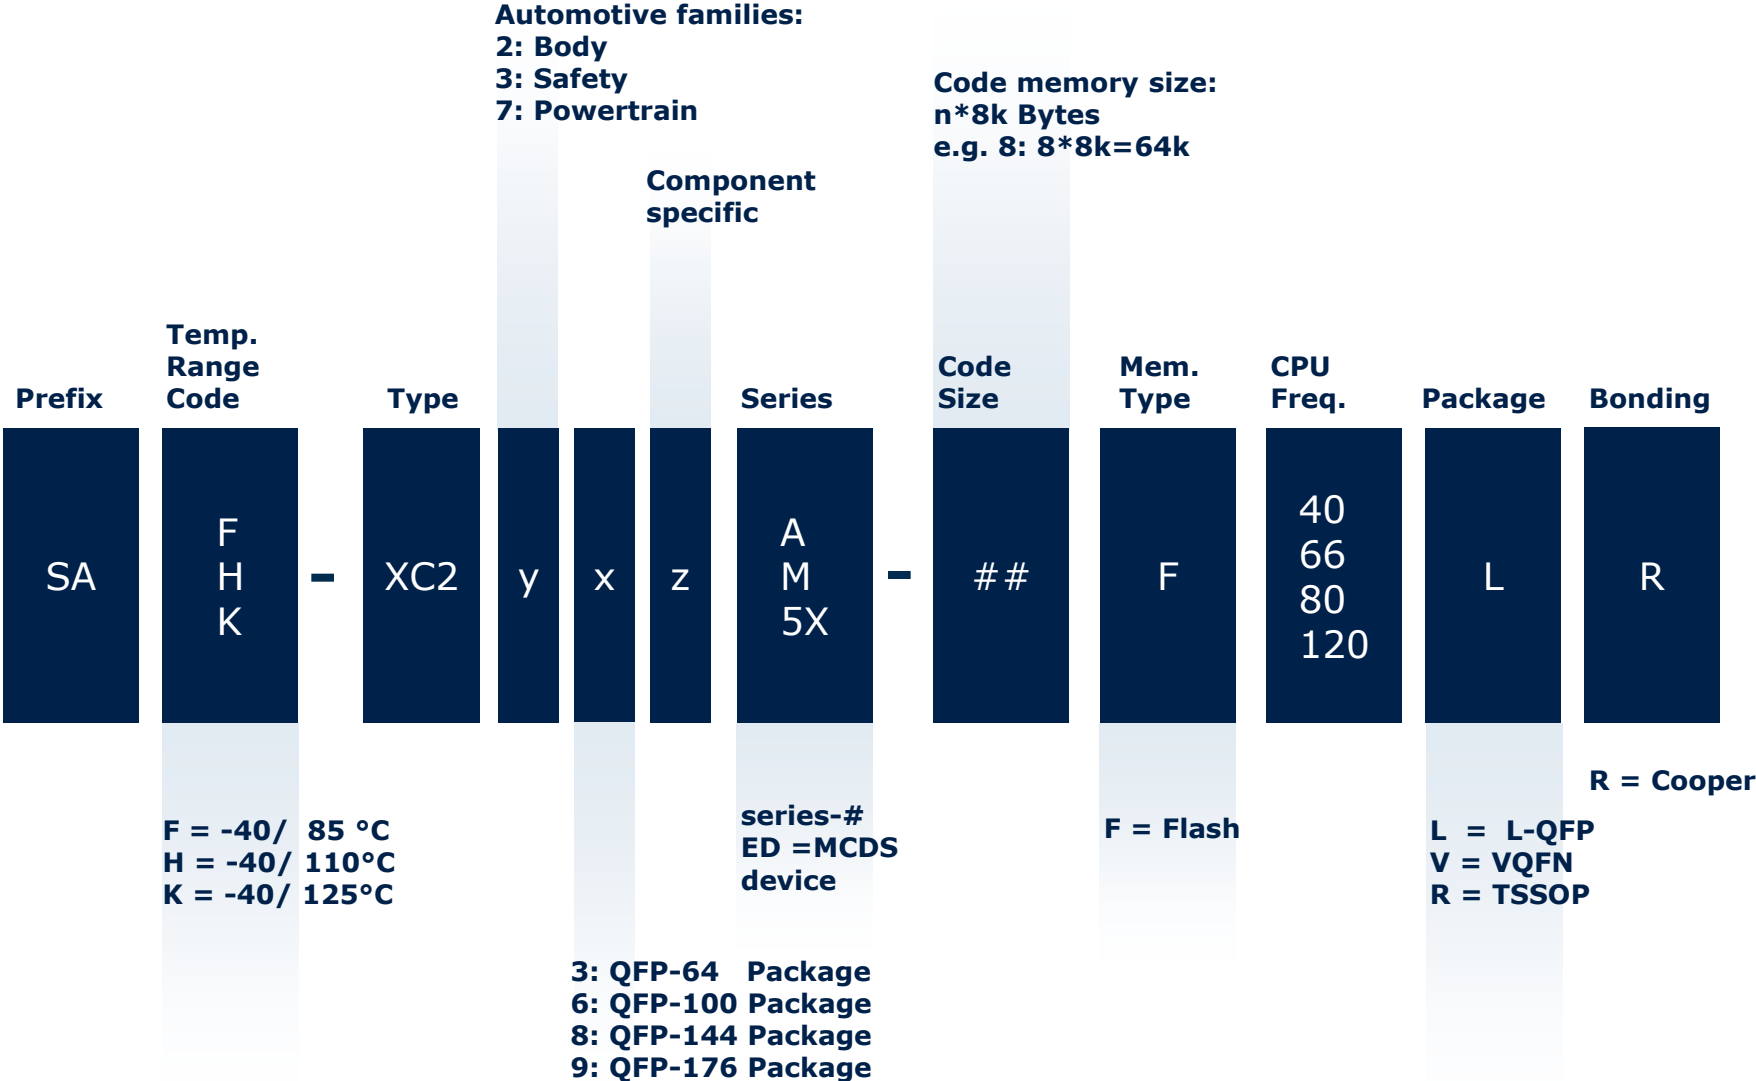 Automotive families:
2: Body
3: Safety
7: Powertrain
Code memory size:
n*8k Bytes
e.g. 8: 8*8k=64k
Component
specific
Prefix
Temp.
Range
Code
Type
Series
Code
Size
Mem.
Type
CPU
Freq.
Package
Bonding
SA
F
H
K
-
XC2
y
x
z
A
M
5X
-
##
F
40
66
80
120
L
R
F = -40/ 85 °C
H = -40/ 110°C
K = -40/ 125°C
3: QFP-64 Package
6: QFP-100 Package
8: QFP-144 Package
9: QFP-176 Package
series-#
ED =MCDS
device
F = Flash
L = L-QFP
V = VQFN
R = TSSOP
R = Cooper